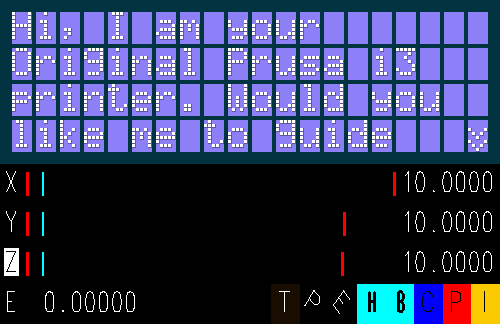 Hi, I am your
Original Prusa i3
printer. Would you
like me to guide
X 10.0000
Y 10.0000
Z 10.0000
E 0.00000 T P E H B C P I